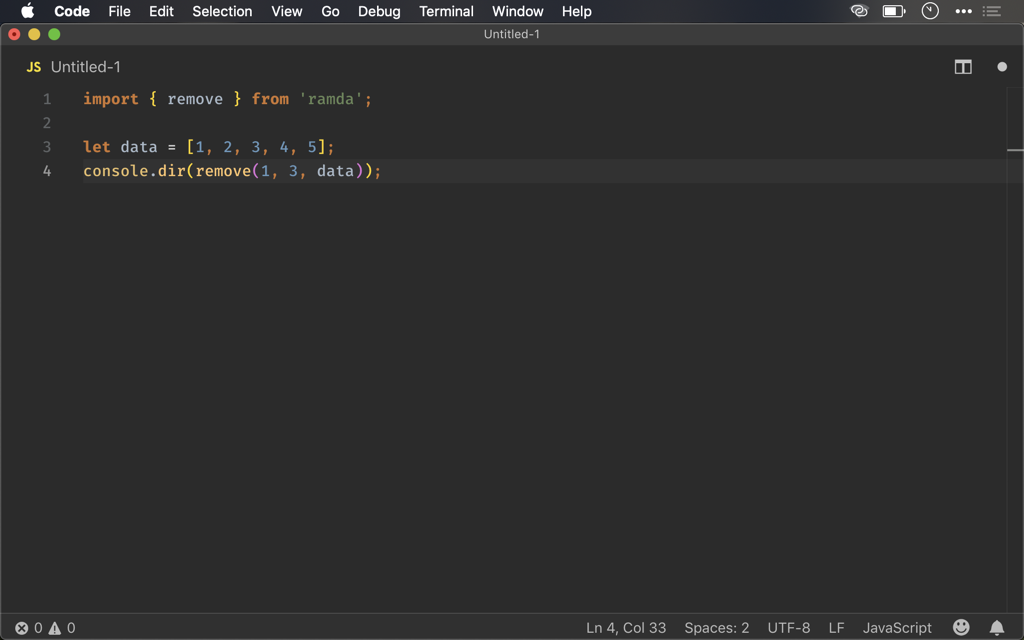 Code File Edit Selection View Go Debug Terminal Window Help
Untitled-1
JS Untitled-1
1 import { remove } from 'ramda';
2
3 let data = [1, 2, 3, 4, 5];
4 console.dir(remove(1, 3, data));
0 0 Ln 4, Col 33 Spaces: 2 UTF-8 LF JavaScript